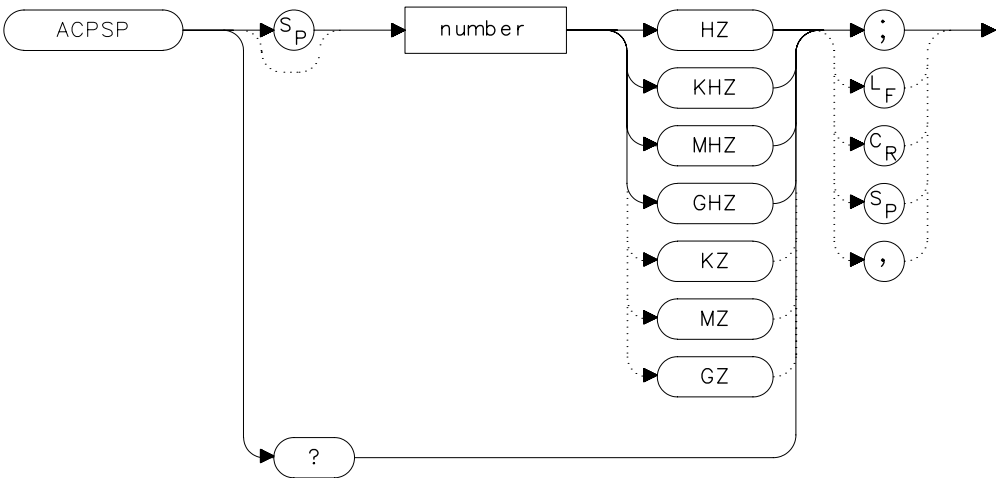 ACPSP SP number HZ ;
KHZ LF
MHZ CR
GHZ SP
KZ ,
MZ
GZ
?